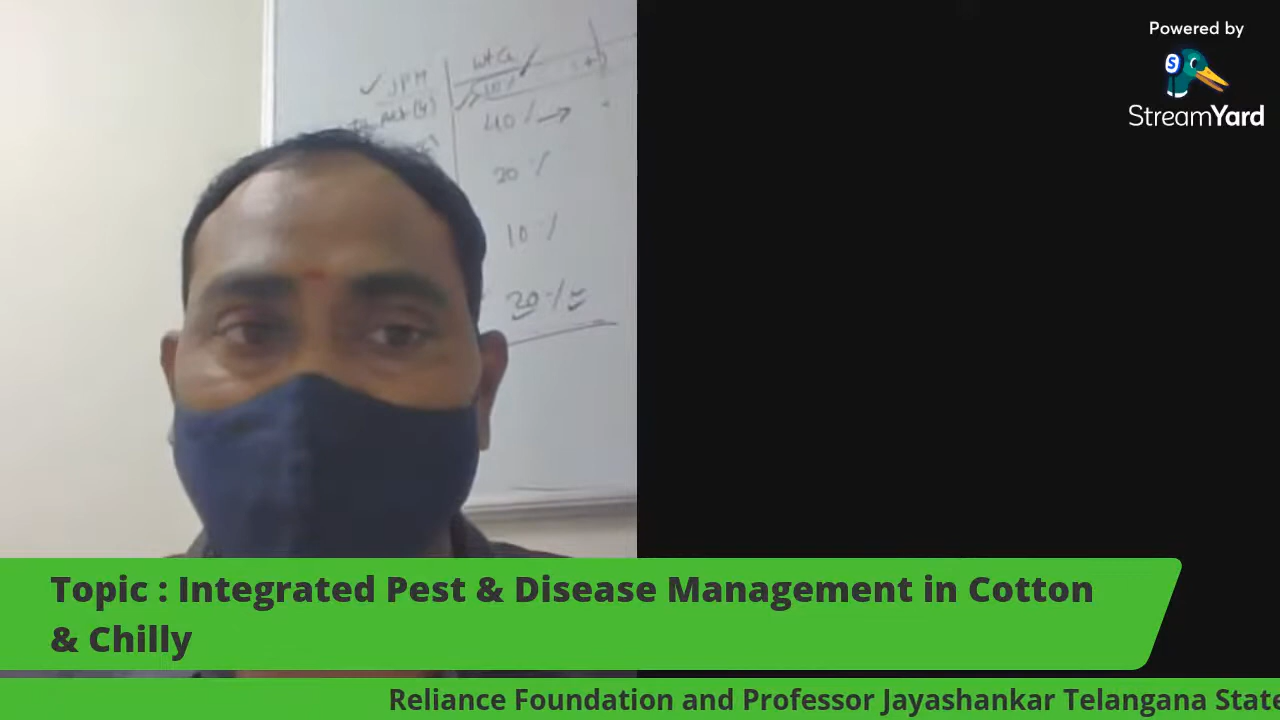 Powered by
StreamYard
40%
20%
10%
20%
Topic : Integrated Pest & Disease Management in Cotton
& Chilly
Reliance Foundation and Professor Jayashankar Telangana State